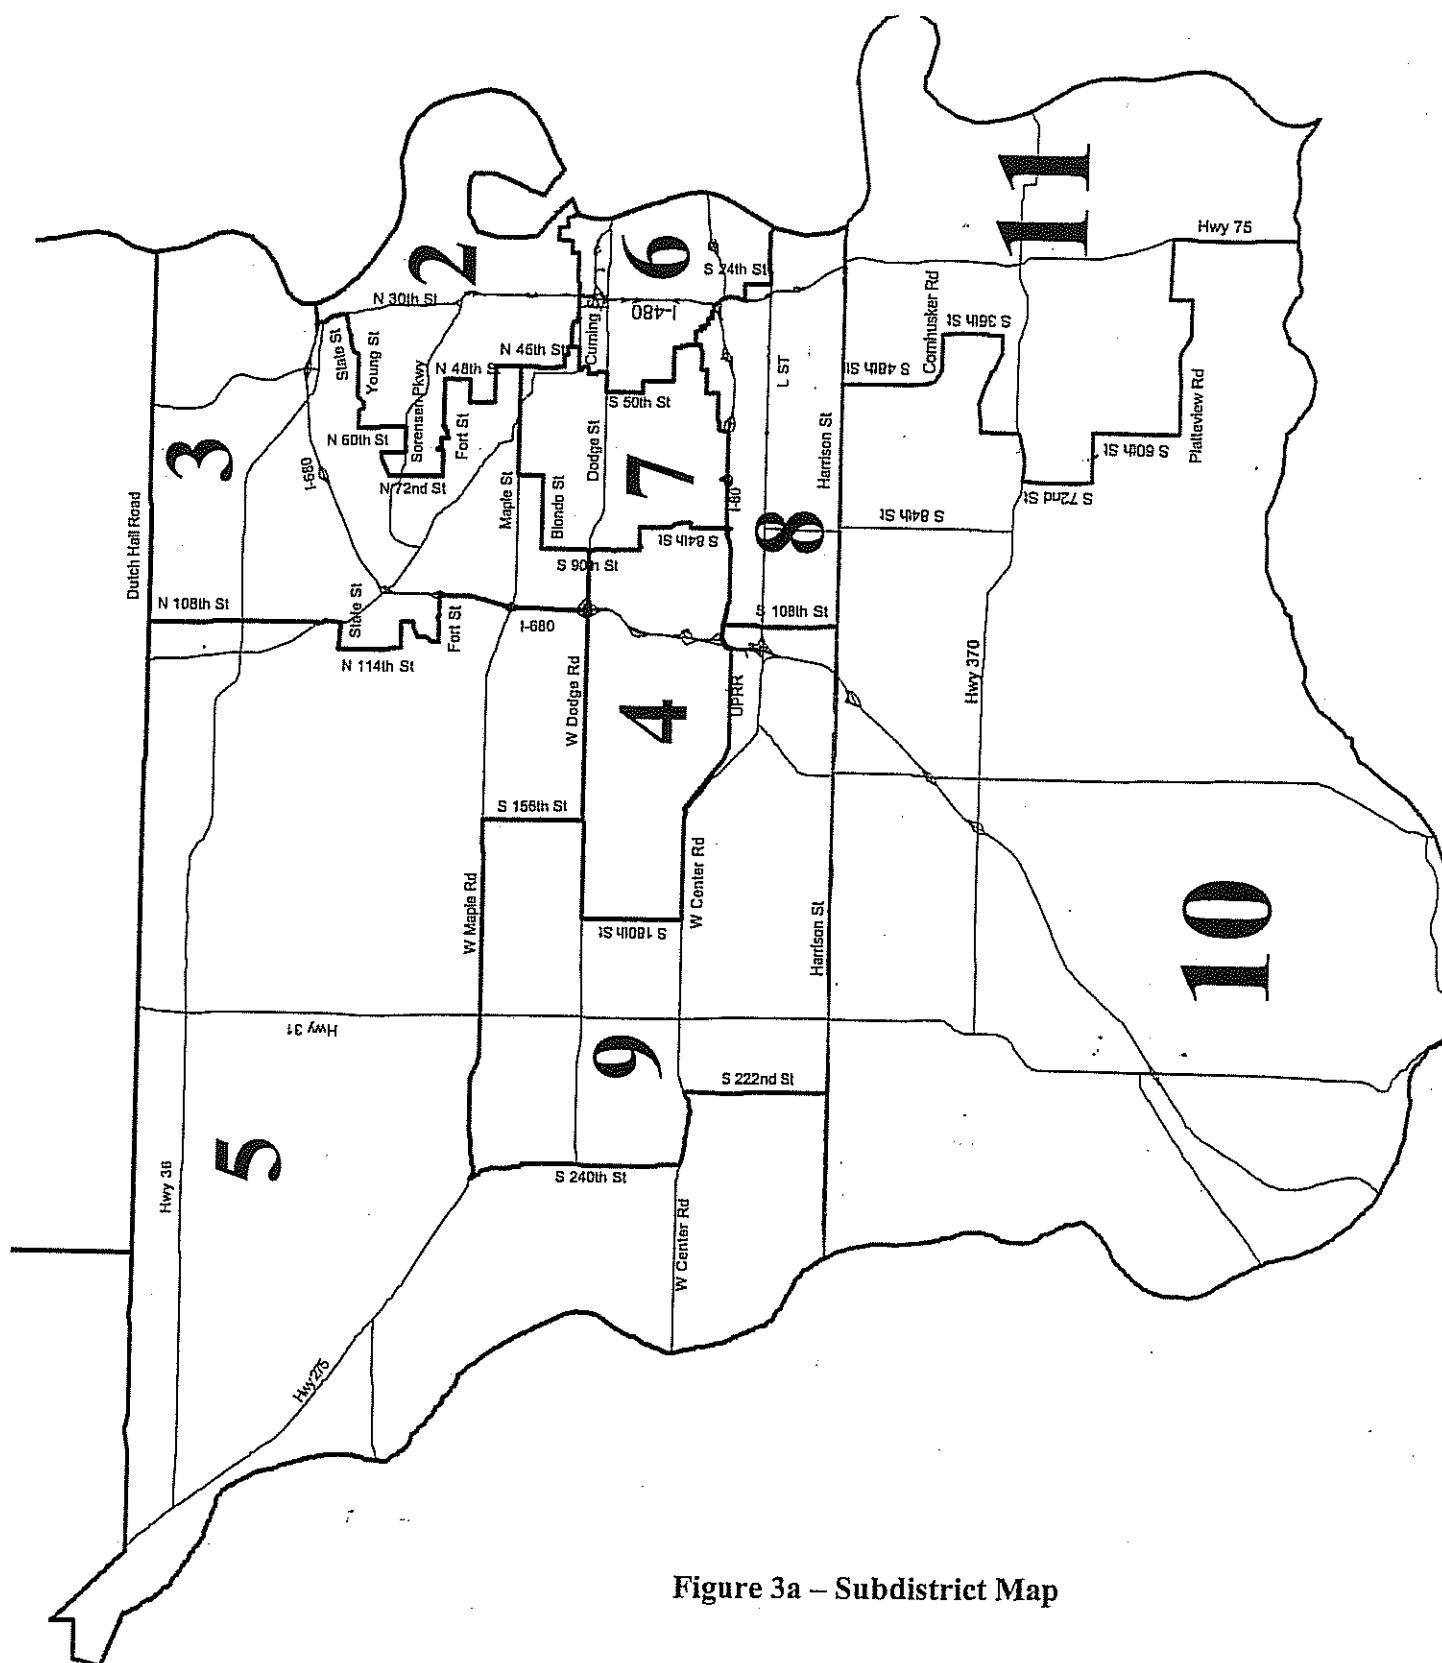 Dutch Hall Road
3
2
6
11
N 30th St
State St
Young St
N 48th S
N 45th St
Cuming
I-480
S 24th St
Hwy 75
I-680
N 60th St
Sorensen Pkwy
Fort St
N 72nd St
Dodge St
S 50th St
L ST
S 48th St
Cornhusker Rd
S 36th St
Harrison St
Platteview Rd
S 60th St
S 72nd St
Maple St
Blondo St
7
I-80
8
S 84th St
S 84th St
S 90th St
N 108th St
State St
Fort St
I-680
S 108th St
N 114th St
W Dodge Rd
4
UPRR
Hwy 370
S 156th St
W Maple Rd
W Center Rd
S 180th St
Harrison St
10
Hwy 31
9
S 222nd St
5
Hwy 36
S 240th St
W Center Rd
Hwy 275
Figure 3a – Subdistrict Map